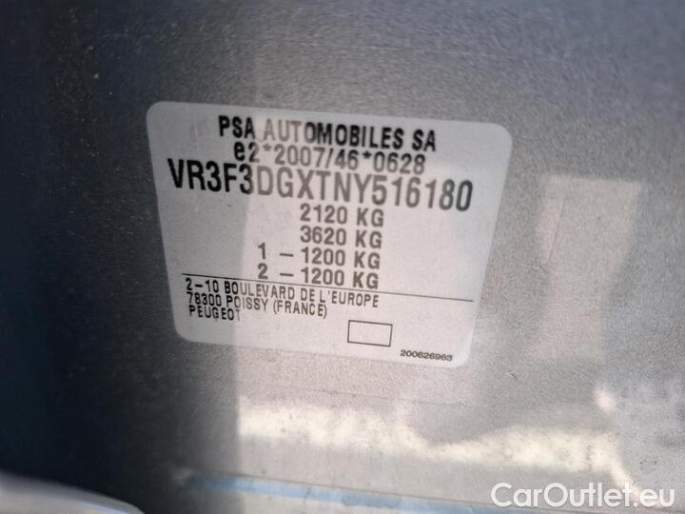 PSA AUTOMOBILES SA
e2*2007/46*0628
VR3F3DGXTNY516180
2120 KG
3620 KG
1 - 1200 KG
2 - 1200 KG
2-10 BOULEVARD DE L'EUROPE
78300 POISSY (FRANCE)
PEUGEOT
200626963
CarOutlet.eu